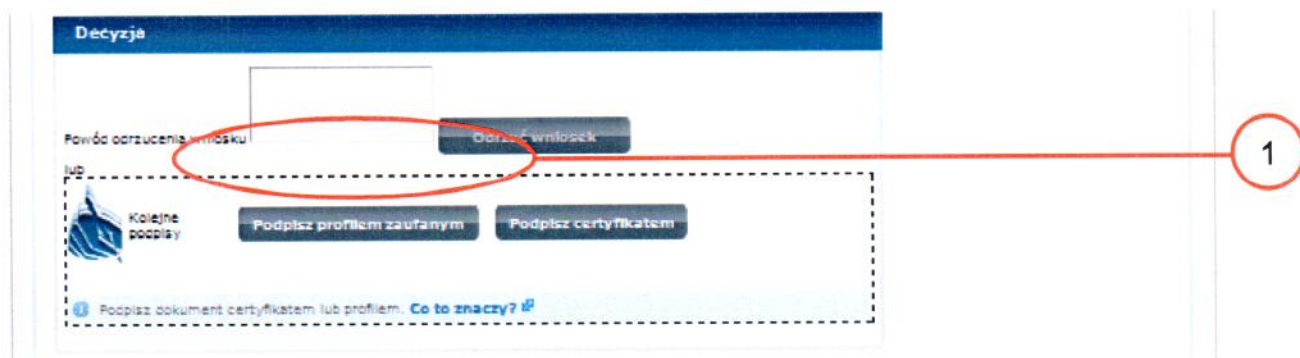 Decyzja
Powód odrzucenia wniosku
Odrzuć wniosek
lub
1
Kolejne
podpisy
Podpisz profilem zaufanym
Podpisz certyfikatem
Podpisz dokument certyfikatem lub profilem. Co to znaczy?